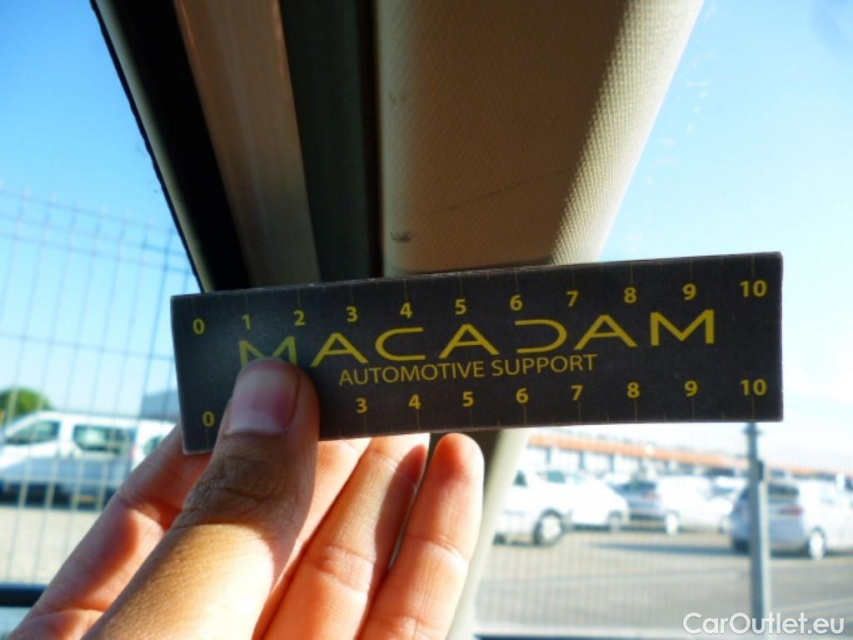 0 1 2 3 4 5 6 7 8 9 10
MACADAM
AUTOMOTIVE SUPPORT
0 3 4 5 6 7 8 9 10
CarOutlet.eu